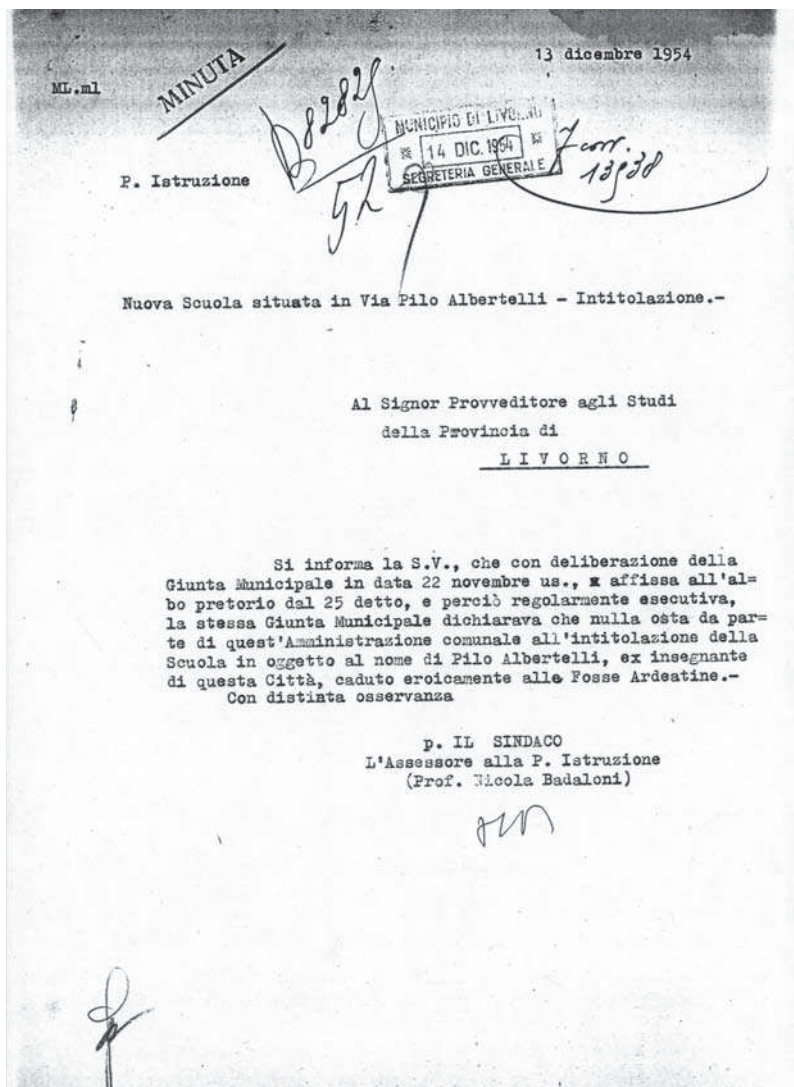 13 dicembre 1954
ML.ml
MINUTA
MUNICIPIO DI LIVORNO
14 DIC. 1954
SEGRETERIA GENERALE
P. Istruzione
52
13938
Nuova Scuola situata in Via Pilo Albertelli - Intitolazione.-
Al Signor Provveditore agli Studi
della Provincia di
LIVORNO
Si informa la S.V., che con deliberazione della
Giunta Municipale in data 22 novembre us., x affissa all'al=
bo pretorio dal 25 detto, e perciò regolarmente esecutiva,
la stessa Giunta Municipale dichiarava che nulla osta da par=
te di quest'Amministrazione comunale all'intitolazione della
Scuola in oggetto al nome di Pilo Albertelli, ex insegnante
di questa Città, caduto eroicamente alle Fosse Ardeatine.-
Con distinta osservanza
p. IL SINDACO
L'Assessore alla P. Istruzione
(Prof. Nicola Badaloni)